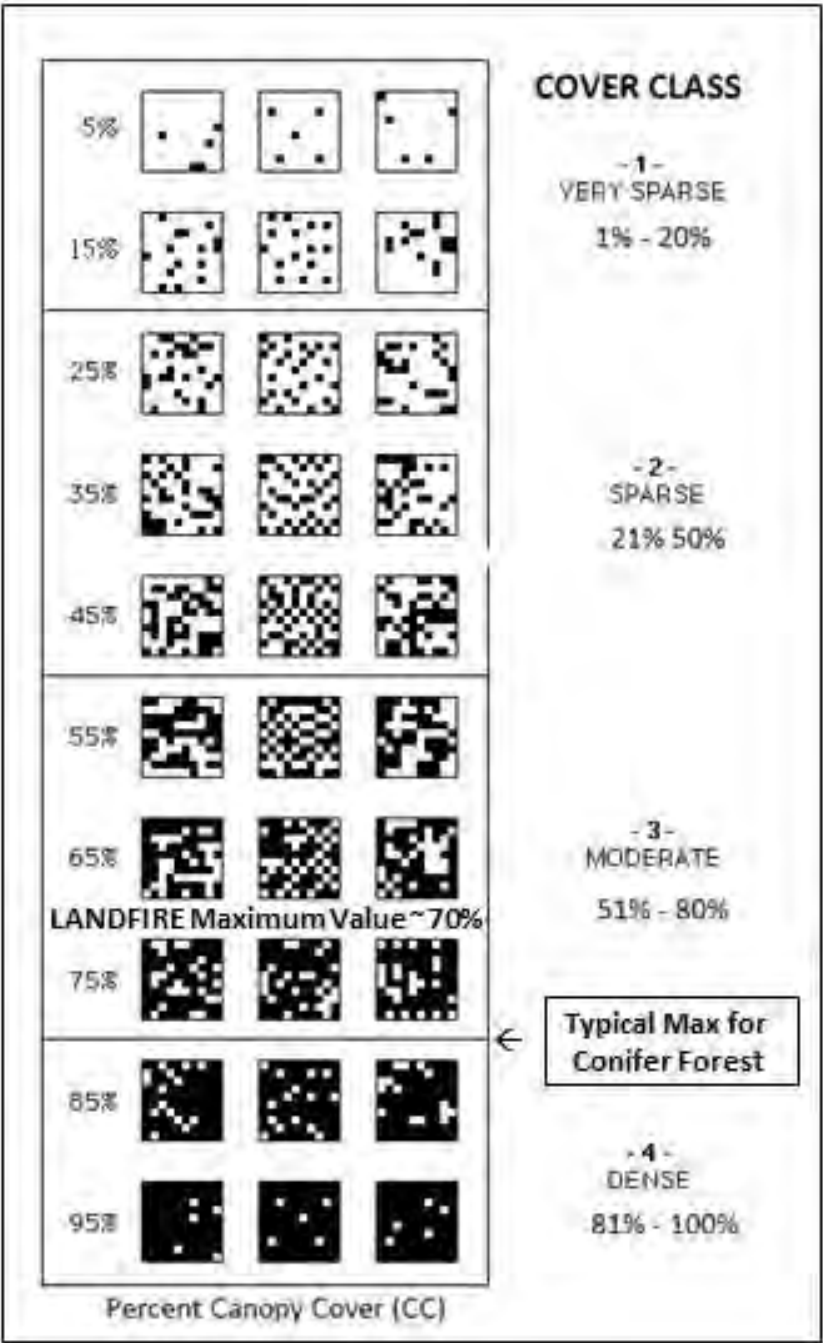 COVER CLASS
5%
- 1 -
VERY SPARSE
15%
1% - 20%
25%
35%
- 2 -
SPARSE
21% 50%
45%
55%
65%
- 3 -
MODERATE
51% - 80%
LANDFIRE Maximum Value ~ 70%
75%
Typical Max for
Conifer Forest
←
85%
- 4 -
DENSE
95%
81% - 100%
Percent Canopy Cover (CC)